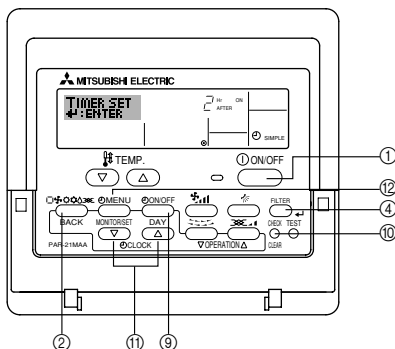 MITSUBISHI ELECTRIC
TIMER SET
↵:ENTER
2 Hr ON
AFTER
SIMPLE
TEMP.
ON/OFF
①
⑫
MENU
ON/OFF
FILTER
④
BACK
MONITOR/SET
DAY
CHECK TEST
⑩
PAR-21MAA
CLOCK
▽OPERATION△
CLEAR
② ⑪ ⑨